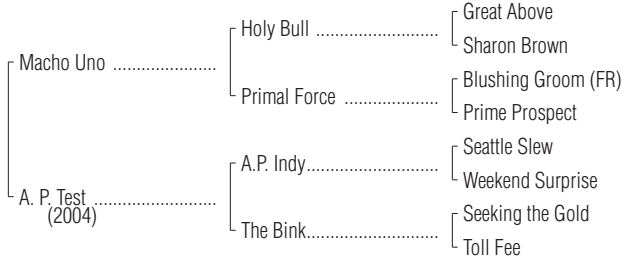 Great Above
Holy Bull ........................
Sharon Brown
Macho Uno .....................
Blushing Groom (FR)
Primal Force ...................
Prime Prospect
Seattle Slew
A.P. Indy..........................
Weekend Surprise
A. P. Test .........................
(2004)
Seeking the Gold
The Bink...........................
Toll Fee